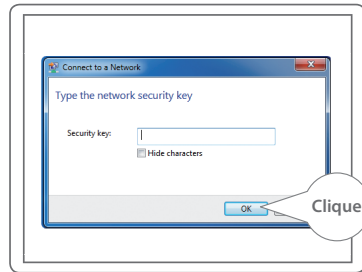 Connect to a Network
Type the network security key
Security key:
Hide characters
OK
Clique